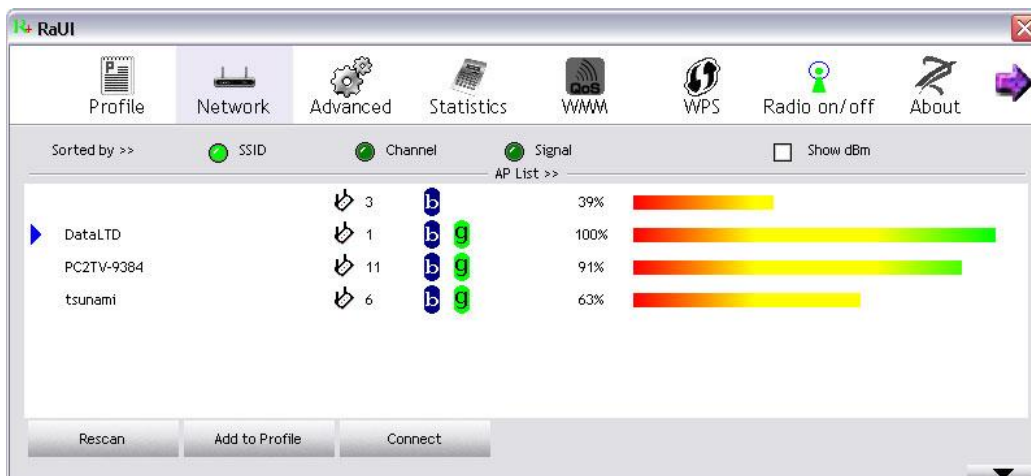 R+ RaUI
P
QoS
Profile Network Advanced Statistics WMM WPS Radio on/off About
Sorted by >> SSID Channel Signal Show dBm
AP List >>
3 b 39%
DataLTD 1 b g 100%
PC2TV-9384 11 b g 91%
tsunami 6 b g 63%
Rescan Add to Profile Connect